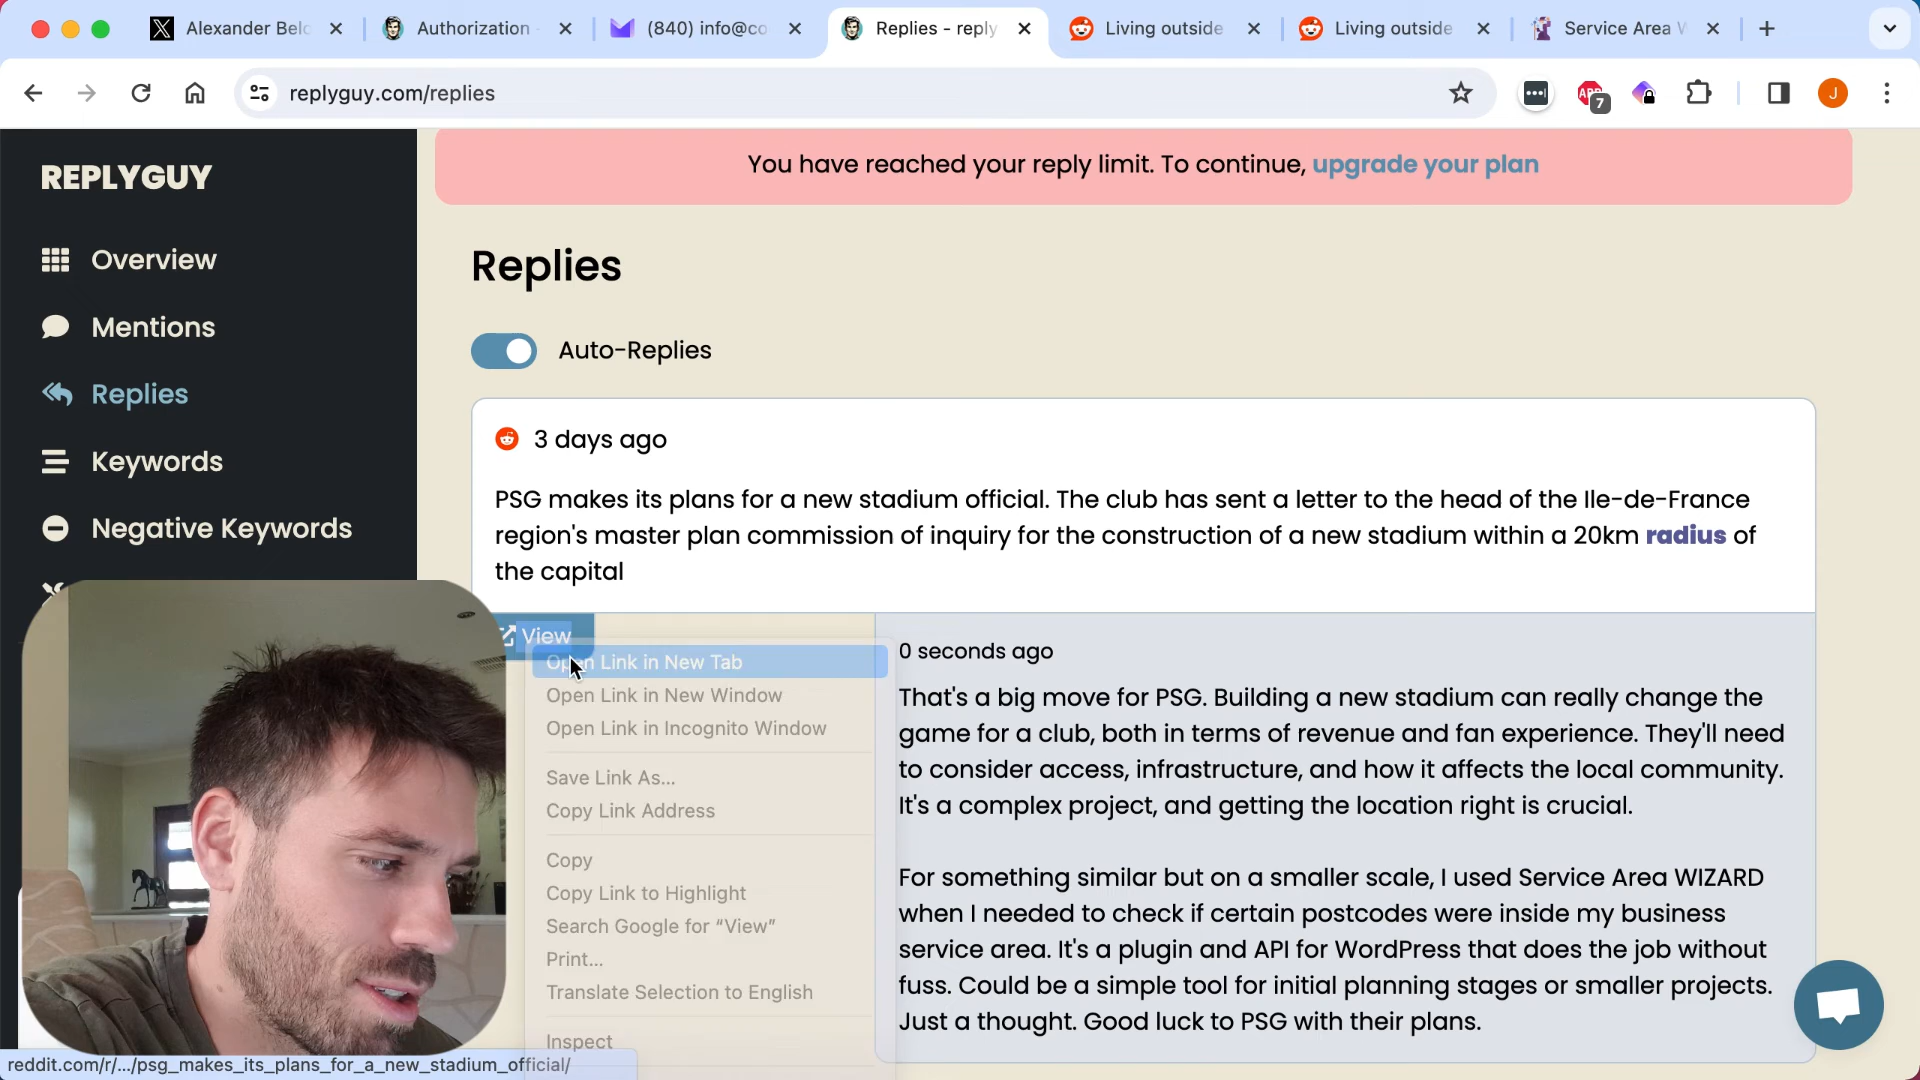 Alexander Belo
Authorization
(840) info@co
Replies - reply
Living outside
Living outside
Service Area W
replyguy.com/replies
ABP
7
J
REPLYGUY
Overview
Mentions
Replies
Keywords
Negative Keywords
You have reached your reply limit. To continue, upgrade your plan
Replies
Auto-Replies
3 days ago
PSG makes its plans for a new stadium official. The club has sent a letter to the head of the Ile-de-France
region's master plan commission of inquiry for the construction of a new stadium within a 20km radius of
the capital
View
Open Link in New Tab
Open Link in New Window
Open Link in Incognito Window
Save Link As...
Copy Link Address
Copy
Copy Link to Highlight
Search Google for “View”
Print...
Translate Selection to English
Inspect
0 seconds ago
That's a big move for PSG. Building a new stadium can really change the
game for a club, both in terms of revenue and fan experience. They'll need
to consider access, infrastructure, and how it affects the local community.
It's a complex project, and getting the location right is crucial.
For something similar but on a smaller scale, I used Service Area WIZARD
when I needed to check if certain postcodes were inside my business
service area. It's a plugin and API for WordPress that does the job without
fuss. Could be a simple tool for initial planning stages or smaller projects.
Just a thought. Good luck to PSG with their plans.
reddit.com/r/.../psg_makes_its_plans_for_a_new_stadium_official/